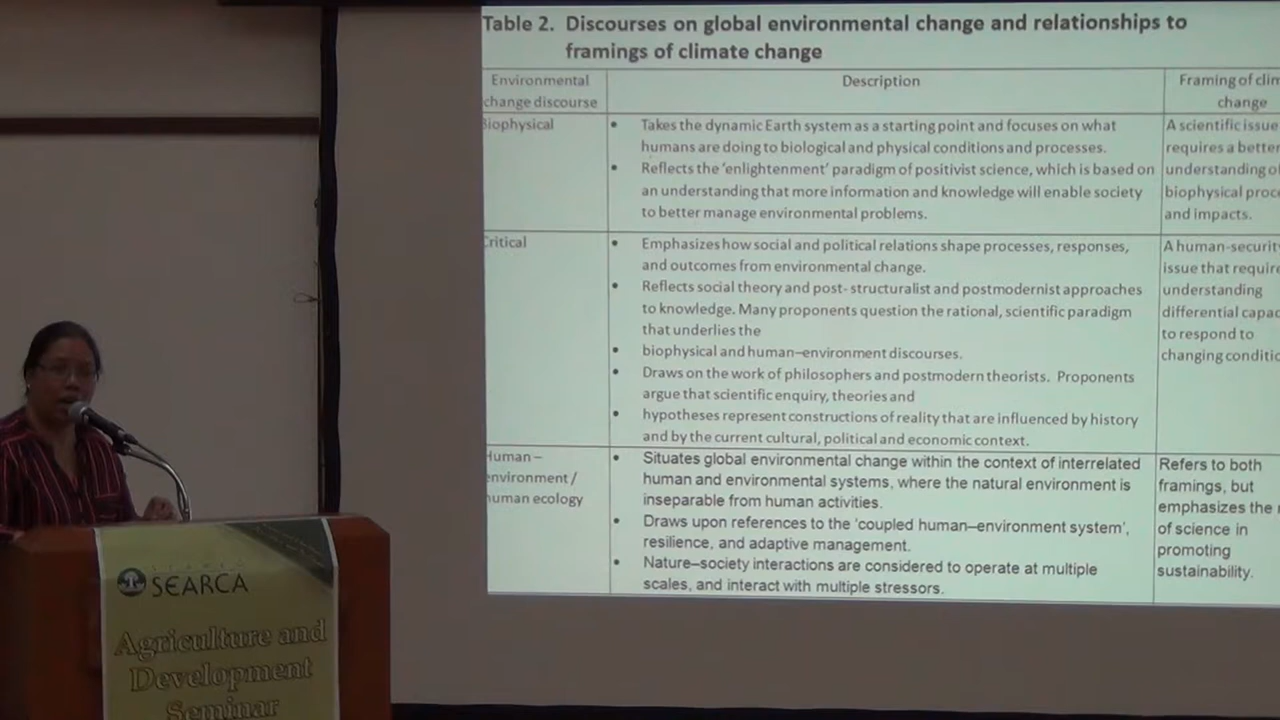 Table 2. Discourses on global environmental change and relationships to
framings of climate change
Environmental
change discourse
Description
Framing of clim
change
Biophysical
• Takes the dynamic Earth system as a starting point and focuses on what
humans are doing to biological and physical conditions and processes.
• Reflects the ‘enlightenment’ paradigm of positivist science, which is based on
an understanding that more information and knowledge will enable society
to better manage environmental problems.
A scientific issue
requires a better
understanding of
biophysical proce
and impacts.
Critical
• Emphasizes how social and political relations shape processes, responses,
and outcomes from environmental change.
• Reflects social theory and post- structuralist and postmodernist approaches
to knowledge. Many proponents question the rational, scientific paradigm
that underlies the
• biophysical and human–environment discourses.
• Draws on the work of philosophers and postmodern theorists. Proponents
argue that scientific enquiry, theories and
• hypotheses represent constructions of reality that are influenced by history
and by the current cultural, political and economic context.
A human-security
issue that require
understanding
differential capac
to respond to
changing conditio
Human –
environment /
human ecology
• Situates global environmental change within the context of interrelated
human and environmental systems, where the natural environment is
inseparable from human activities.
• Draws upon references to the ‘coupled human–environment system’,
resilience, and adaptive management.
• Nature–society interactions are considered to operate at multiple
scales, and interact with multiple stressors.
Refers to both
framings, but
emphasizes the
of science in
promoting
sustainability.
SEARCA
Agriculture and
Development
Seminar